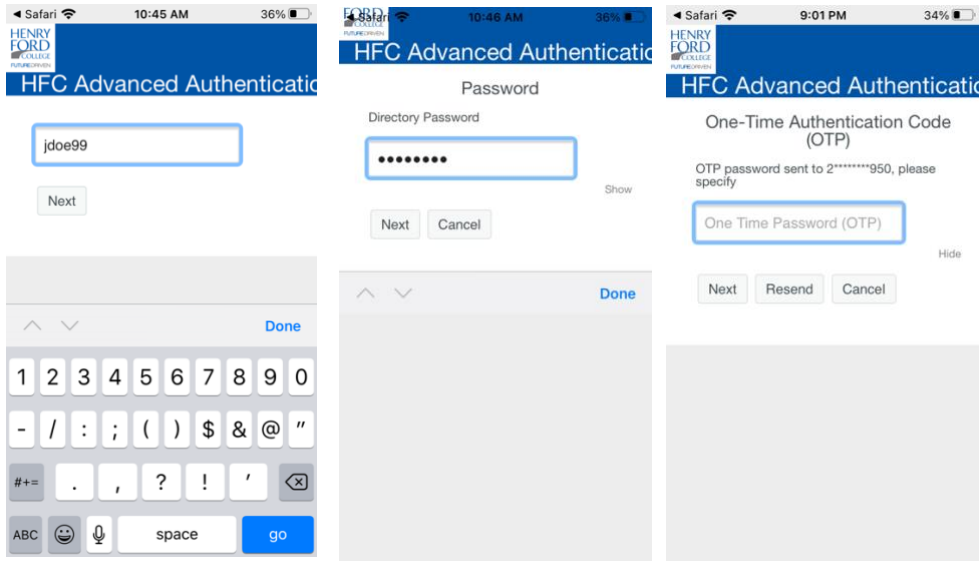 ◀ Safari 10:45 AM 36%
HENRY
FORD
COLLEGE
FUTURE DRIVEN
HFC Advanced Authenticatio
jdoe99
Next
Done
1 2 3 4 5 6 7 8 9 0
- / : ; ( ) $ & @ "
#+= . , ? ! '
ABC space go
◀ Safari 10:46 AM 36%
FORD
COLLEGE
FUTURE DRIVEN
HFC Advanced Authenticatio
Password
Directory Password
●●●●●●●●
Show
Next Cancel
Done
◀ Safari 9:01 PM 34%
HENRY
FORD
COLLEGE
FUTURE DRIVEN
HFC Advanced Authenticatio
One-Time Authentication Code
(OTP)
OTP password sent to 2********950, please
specify
One Time Password (OTP)
Hide
Next Resend Cancel